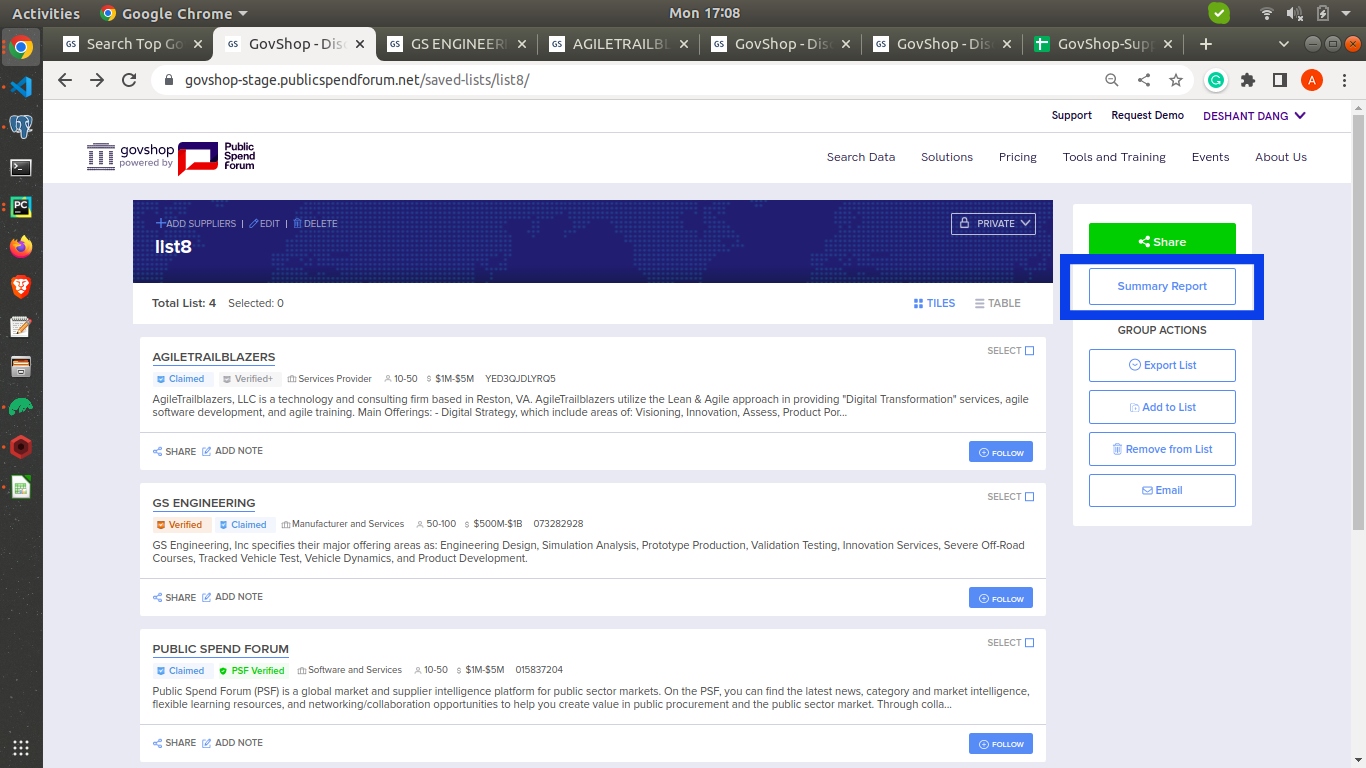 Activities Google Chrome Mon 17:08
GS Search Top Go GS GovShop - Dis GS GS ENGINEER GS AGILETRAILBL GS GovShop - Dis GS GovShop - Dis GovShop-Supp
govshop-stage.publicspendforum.net/saved-lists/list8/ A
Support Request Demo DESHANT DANG
govshop
powered by
Public
Spend
Forum
Search Data Solutions Pricing Tools and Training Events About Us
ADD SUPPLIERS | EDIT | DELETE
list8
PRIVATE
Total List: 4 Selected: 0 TILES TABLE
AGILETRAILBLAZERS SELECT
Claimed Verified+ Services Provider 10-50 $ $1M-$5M YED3QJDLYRQ5
AgileTrailblazers, LLC is a technology and consulting firm based in Reston, VA. AgileTrailblazers utilize the Lean & Agile approach in providing "Digital Transformation" services, agile
software development, and agile training. Main Offerings: - Digital Strategy, which include areas of: Visioning, Innovation, Assess, Product Por...
SHARE ADD NOTE FOLLOW
GS ENGINEERING SELECT
Verified Claimed Manufacturer and Services 50-100 $ $500M-$1B 073282928
GS Engineering, Inc specifies their major offering areas as: Engineering Design, Simulation Analysis, Prototype Production, Validation Testing, Innovation Services, Severe Off-Road
Courses, Tracked Vehicle Test, Vehicle Dynamics, and Product Development.
SHARE ADD NOTE FOLLOW
PUBLIC SPEND FORUM SELECT
Claimed PSF Verified Software and Services 10-50 $ $1M-$5M 015837204
Public Spend Forum (PSF) is a global market and supplier intelligence platform for public sector markets. On the PSF, you can find the latest news, category and market intelligence,
flexible learning resources, and networking/collaboration opportunities to help you create value in public procurement and the public sector market. Through colla...
SHARE ADD NOTE FOLLOW
Share
Summary Report
GROUP ACTIONS
Export List
Add to List
Remove from List
Email